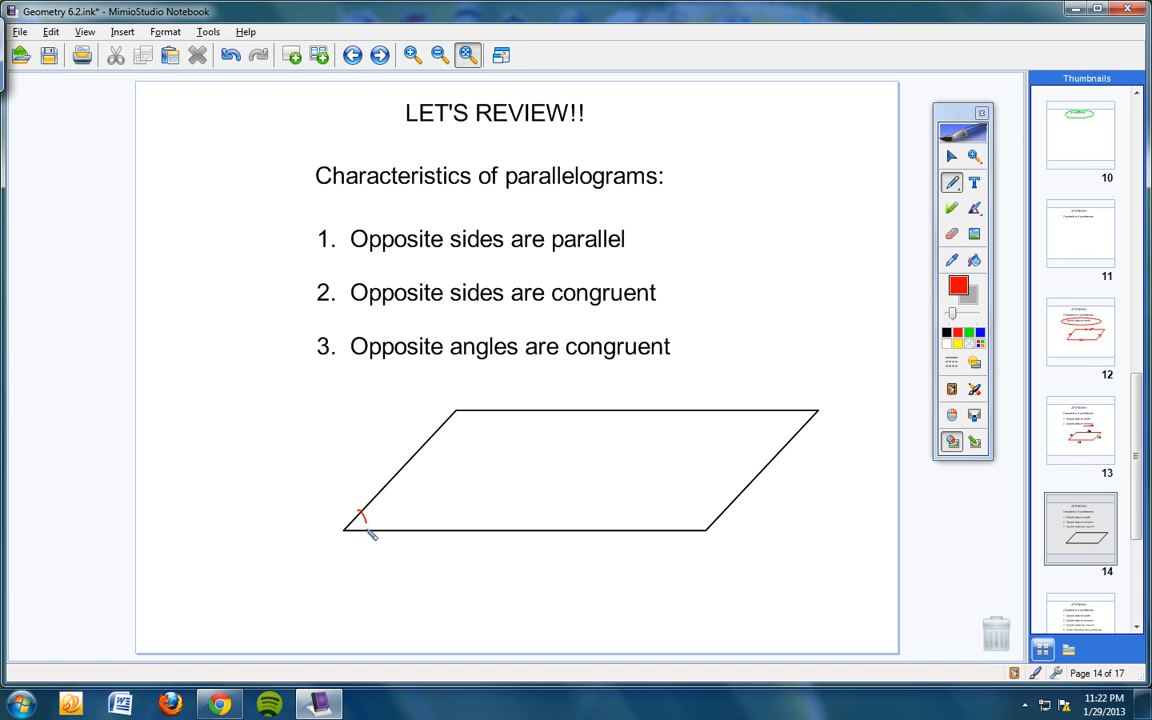 Geometry 6.2.ink* - MimioStudio Notebook
File Edit View Insert Format Tools Help
Thumbnails
LET'S REVIEW!!
Characteristics of parallelograms:
1. Opposite sides are parallel
2. Opposite sides are congruent
3. Opposite angles are congruent
10
11
12
13
14
Page 14 of 17
11:22 PM
1/29/2013